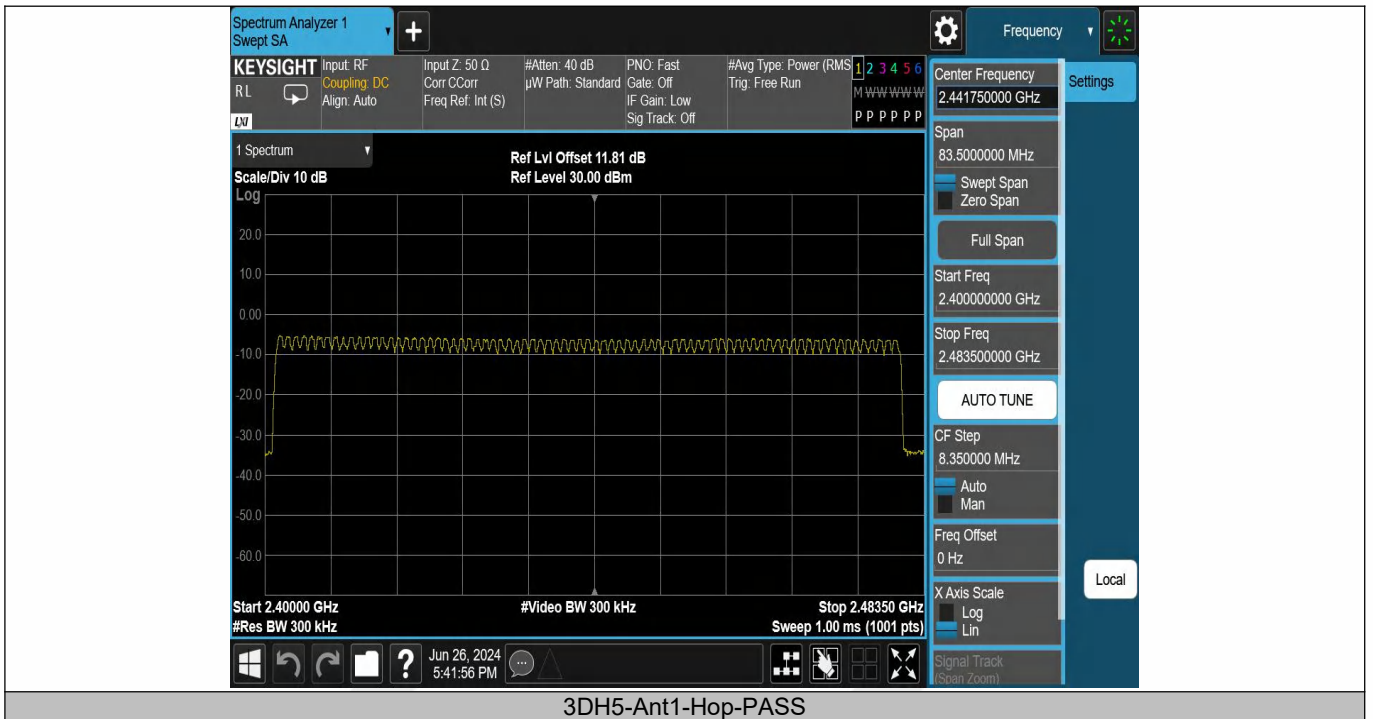 Spectrum Analyzer 1
Swept SA
+
Frequency
KEYSIGHT
RL
LXI
Input: RF
Coupling: DC
Align: Auto
Input Z: 50 Ω
Corr CCorr
Freq Ref: Int (S)
#Atten: 40 dB
µW Path: Standard
PNO: Fast
Gate: Off
IF Gain: Low
Sig Track: Off
#Avg Type: Power (RMS
Trig: Free Run
1 2 3 4 5 6
M W W W W W
P P P P P P
1 Spectrum
Scale/Div 10 dB
Ref Lvl Offset 11.81 dB
Ref Level 30.00 dBm
Log
20.0
10.0
0.00
-10.0
-20.0
-30.0
-40.0
-50.0
-60.0
Start 2.40000 GHz
#Video BW 300 kHz
Stop 2.48350 GHz
#Res BW 300 kHz
Sweep 1.00 ms (1001 pts)
Jun 26, 2024
5:41:56 PM
?
Center Frequency
2.441750000 GHz
Settings
Span
83.5000000 MHz
Swept Span
Zero Span
Full Span
Start Freq
2.400000000 GHz
Stop Freq
2.483500000 GHz
AUTO TUNE
CF Step
8.350000 MHz
Auto
Man
Freq Offset
0 Hz
Local
X Axis Scale
Log
Lin
Signal Track
(Span Zoom)
3DH5-Ant1-Hop-PASS